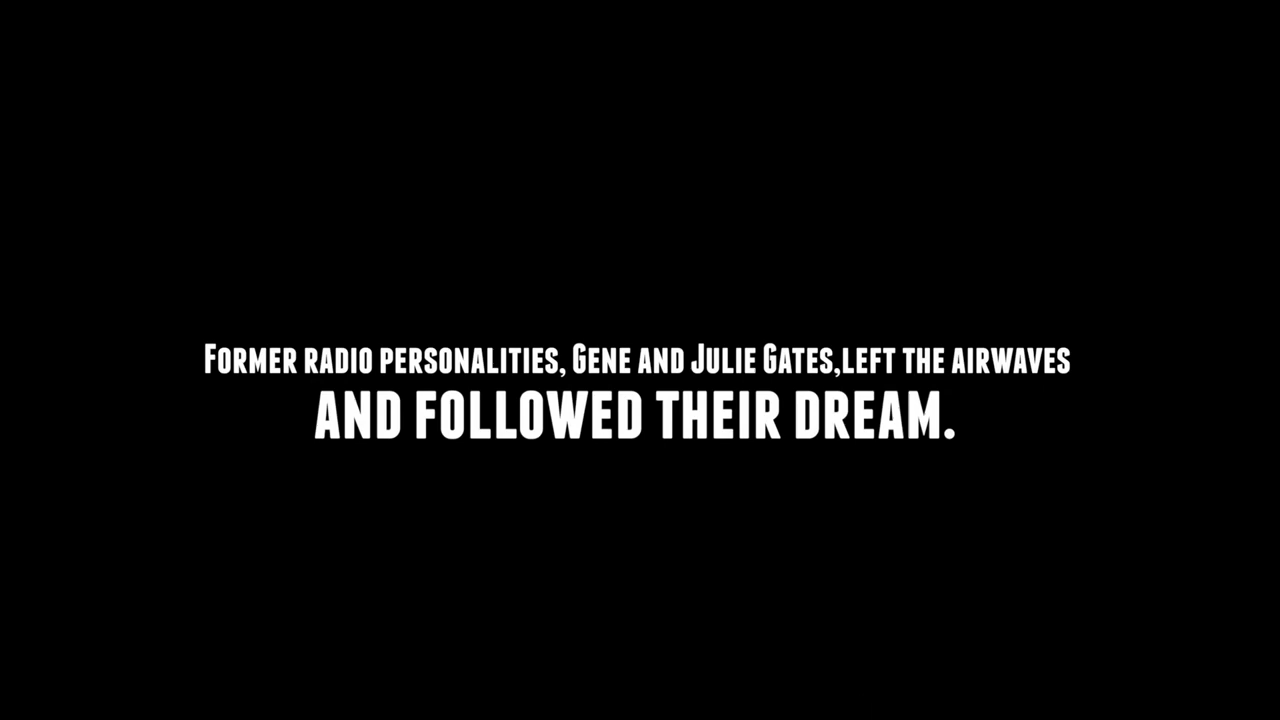 Former radio personalities, Gene and Julie Gates,left the airwaves
AND FOLLOWED THEIR DREAM.